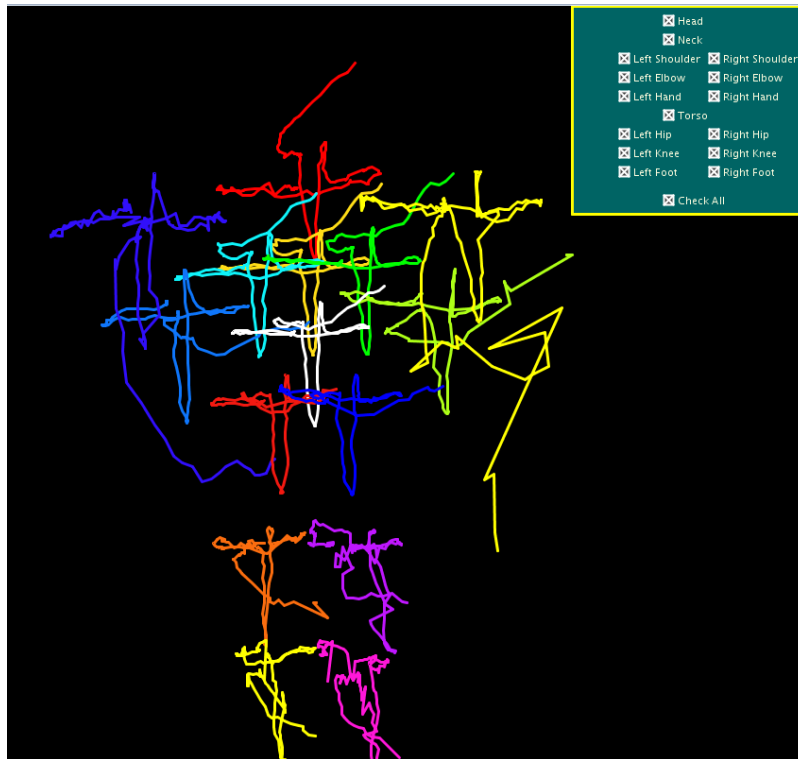 Head
Neck
Left Shoulder Right Shoulder
Left Elbow Right Elbow
Left Hand Right Hand
Torso
Left Hip Right Hip
Left Knee Right Knee
Left Foot Right Foot
Check All